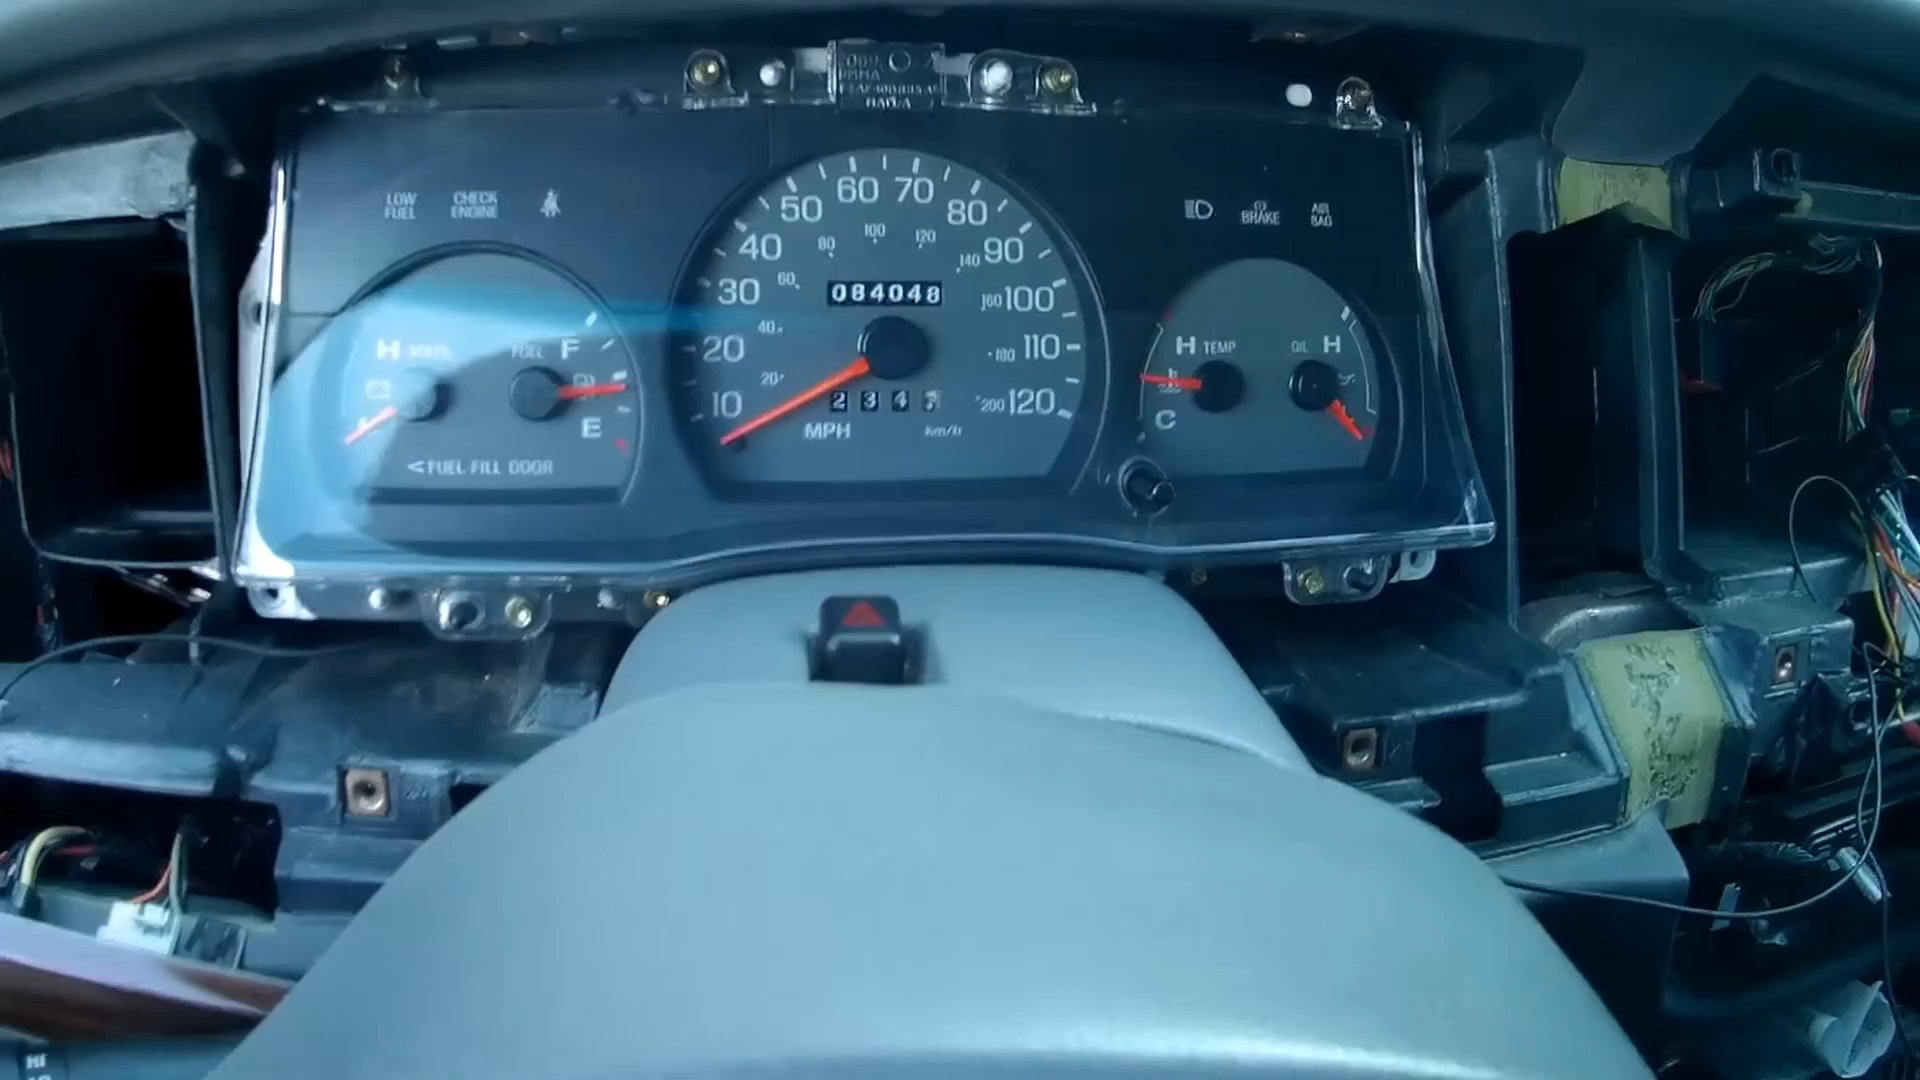 LOW
FUEL
CHECK
ENGINE
BRAKE
AIR
BAG
H VOLTS
FUEL F
E
<FUEL FILL DOOR
10
20
30
40
50
60
70
80
90
100
110
120
20
40
60
80
100
120
140
160
180
200
084048
2 3 4
MPH
km/h
H TEMP
C
OIL H
HI